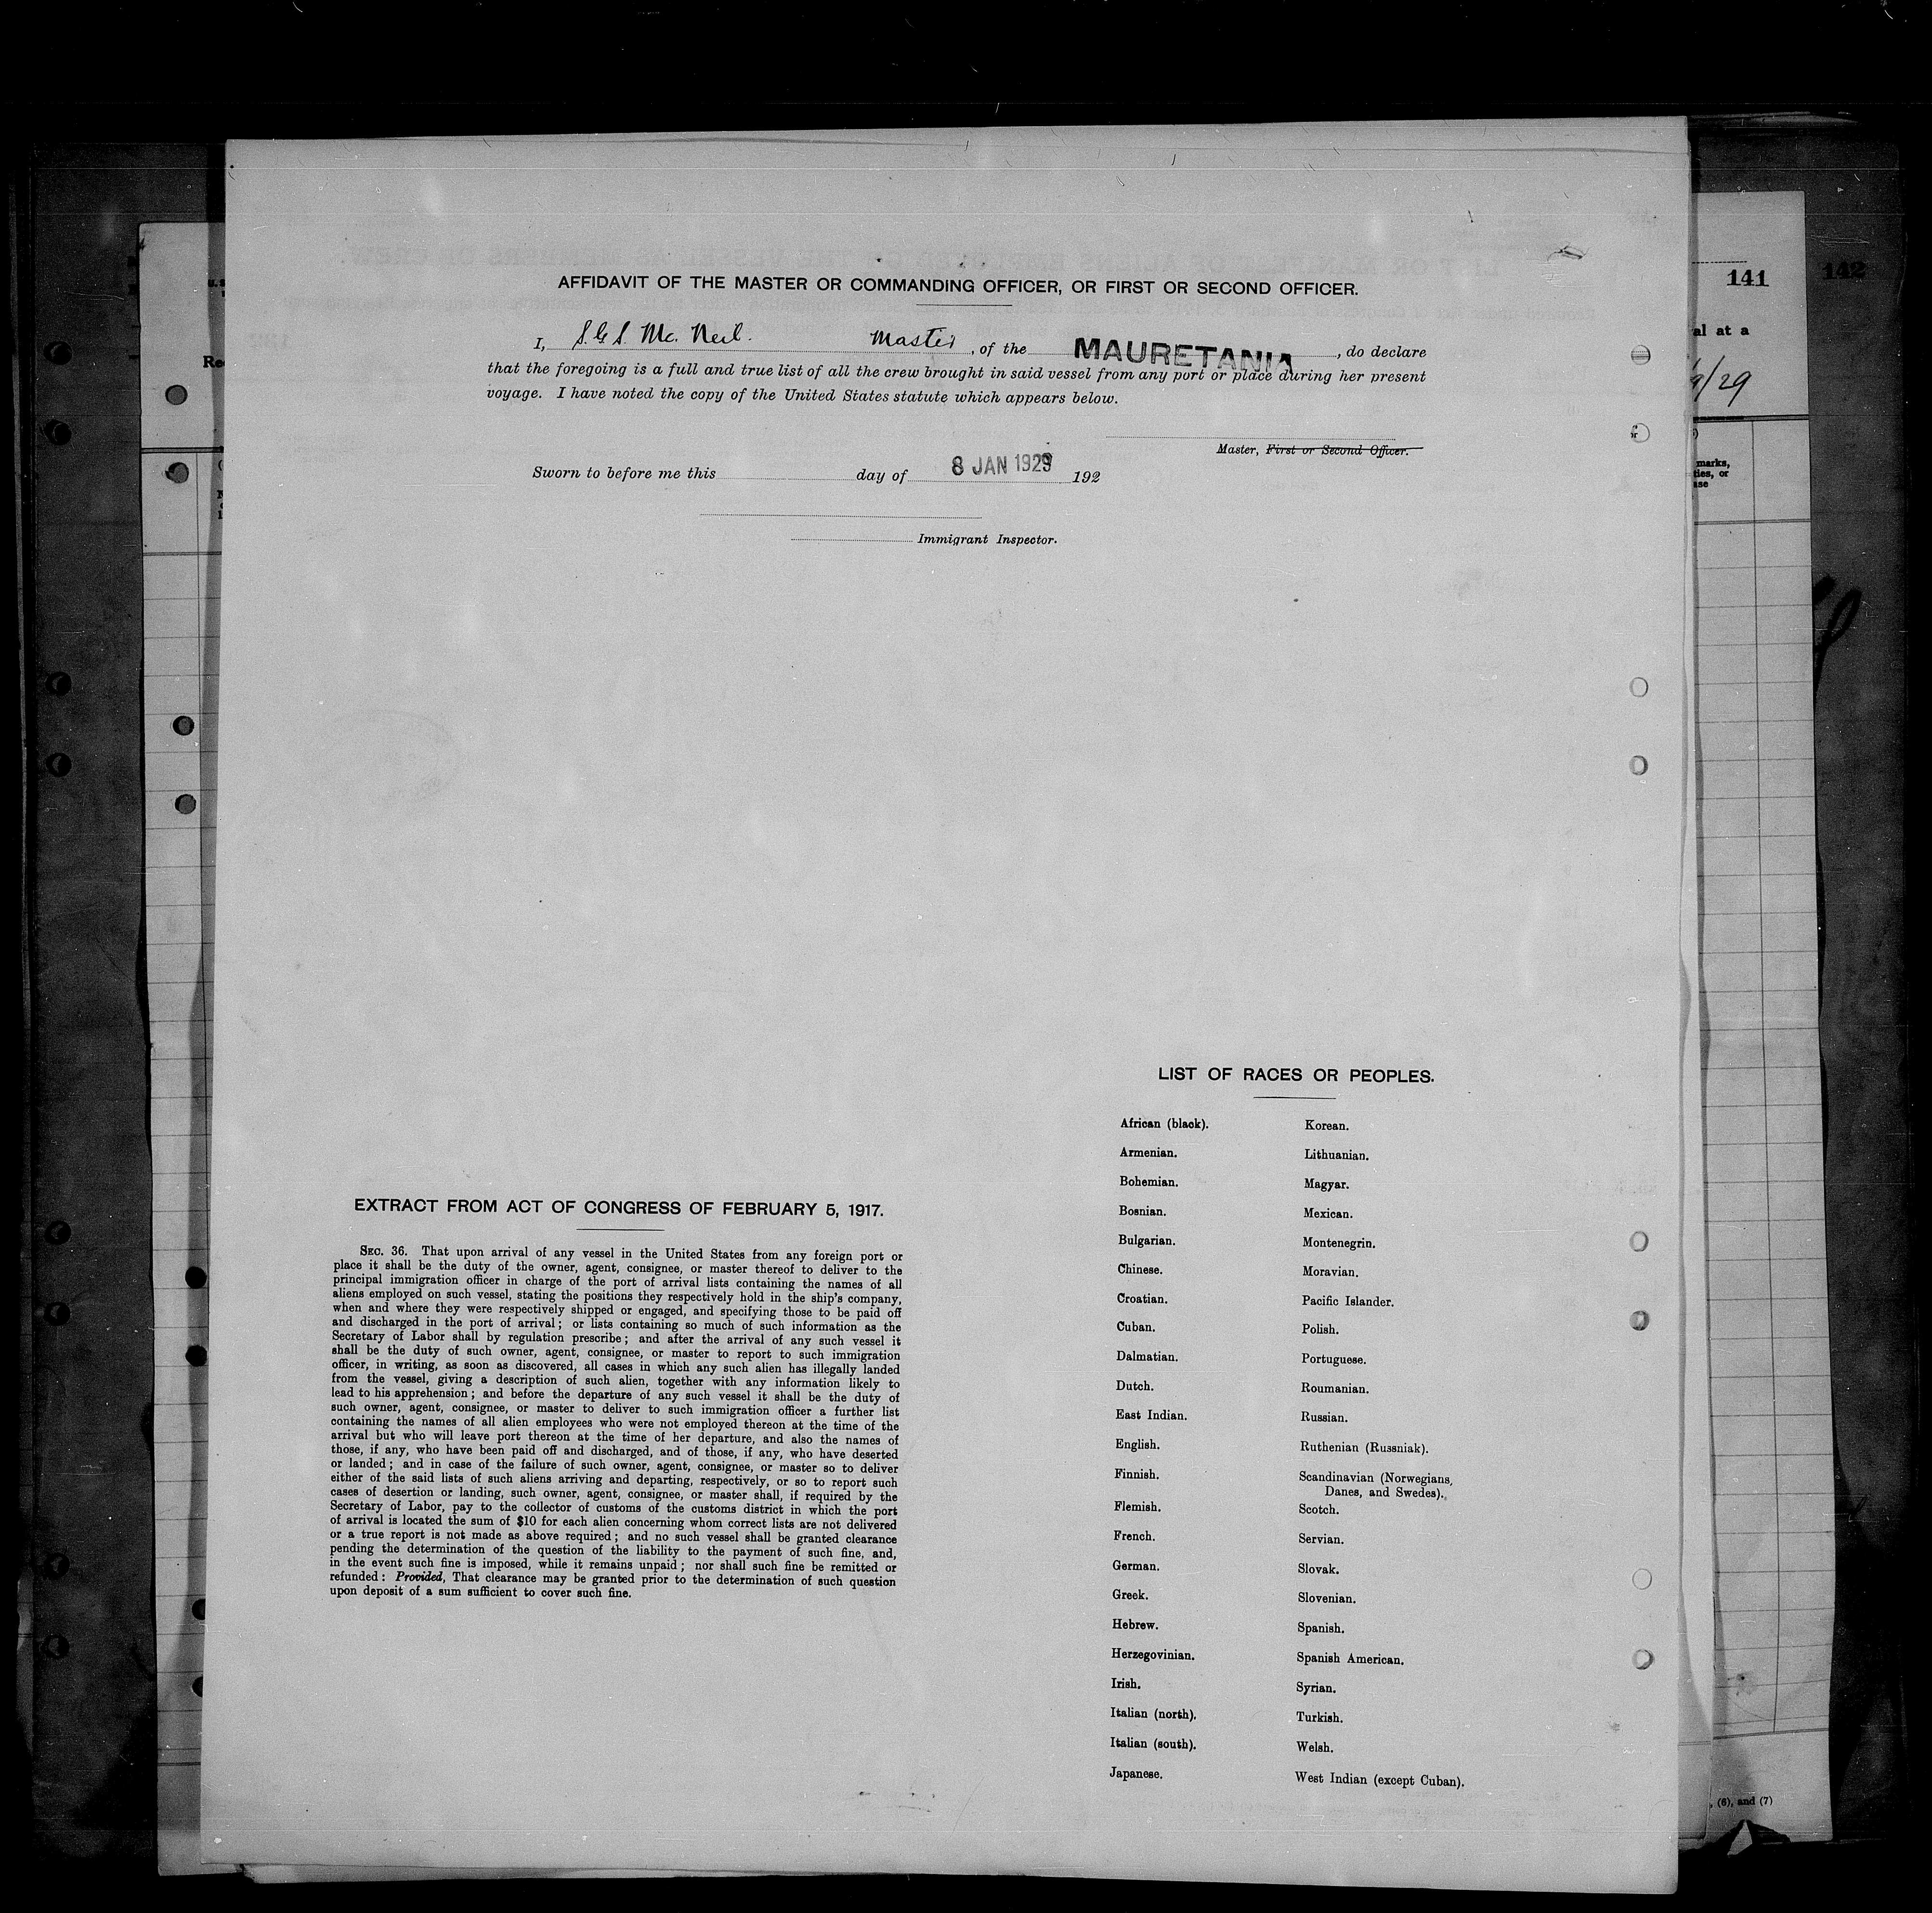 AFFIDAVIT OF THE MASTER OR COMMANDING OFFICER, OR FIRST OR SECOND OFFICER.
I, S.G.S. Mc. Neil. Master, of the MAURETANIA, do declare
that the foregoing is a full and true list of all the crew brought in said vessel from any port or place during her present
voyage. I have noted the copy of the United States statute which appears below.
Master, First or Second Officer.
Sworn to before me this day of 8 JAN 1929 192
Immigrant Inspector.
EXTRACT FROM ACT OF CONGRESS OF FEBRUARY 5, 1917.
SEC. 36. That upon arrival of any vessel in the United States from any foreign port or
place it shall be the duty of the owner, agent, consignee, or master thereof to deliver to the
principal immigration officer in charge of the port of arrival lists containing the names of all
aliens employed on such vessel, stating the positions they respectively hold in the ship's company,
when and where they were respectively shipped or engaged, and specifying those to be paid off
and discharged in the port of arrival; or lists containing so much of such information as the
Secretary of Labor shall by regulation prescribe; and after the arrival of any such vessel it
shall be the duty of such owner, agent, consignee, or master to report to such immigration
officer, in writing, as soon as discovered, all cases in which any such alien has illegally landed
from the vessel, giving a description of such alien, together with any information likely to
lead to his apprehension; and before the departure of any such vessel it shall be the duty of
such owner, agent, consignee, or master to deliver to such immigration officer a further list
containing the names of all alien employees who were not employed thereon at the time of the
arrival but who will leave port thereon at the time of her departure, and also the names of
those, if any, who have been paid off and discharged, and of those, if any, who have deserted
or landed; and in case of the failure of such owner, agent, consignee, or master so to deliver
either of the said lists of such aliens arriving and departing, respectively, or so to report such
cases of desertion or landing, such owner, agent, consignee, or master shall, if required by the
Secretary of Labor, pay to the collector of customs of the customs district in which the port
of arrival is located the sum of $10 for each alien concerning whom correct lists are not delivered
or a true report is not made as above required; and no such vessel shall be granted clearance
pending the determination of the question of the liability to the payment of such fine, and,
in the event such fine is imposed, while it remains unpaid; nor shall such fine be remitted or
refunded: Provided, That clearance may be granted prior to the determination of such question
upon deposit of a sum sufficient to cover such fine.
LIST OF RACES OR PEOPLES.
African (black).
Armenian.
Bohemian.
Bosnian.
Bulgarian.
Chinese.
Croatian.
Cuban.
Dalmatian.
Dutch.
East Indian.
English.
Finnish.
Flemish.
French.
German.
Greek.
Hebrew.
Herzegovinian.
Irish.
Italian (north).
Italian (south).
Japanese.
Korean.
Lithuanian.
Magyar.
Mexican.
Montenegrin.
Moravian.
Pacific Islander.
Polish.
Portuguese.
Roumanian.
Russian.
Ruthenian (Russniak).
Scandinavian (Norwegians,
Danes, and Swedes).
Scotch.
Servian.
Slovak.
Slovenian.
Spanish.
Spanish American.
Syrian.
Turkish.
Welsh.
West Indian (except Cuban).
141
142
al at a
/29
marks,
, (6), and (7)